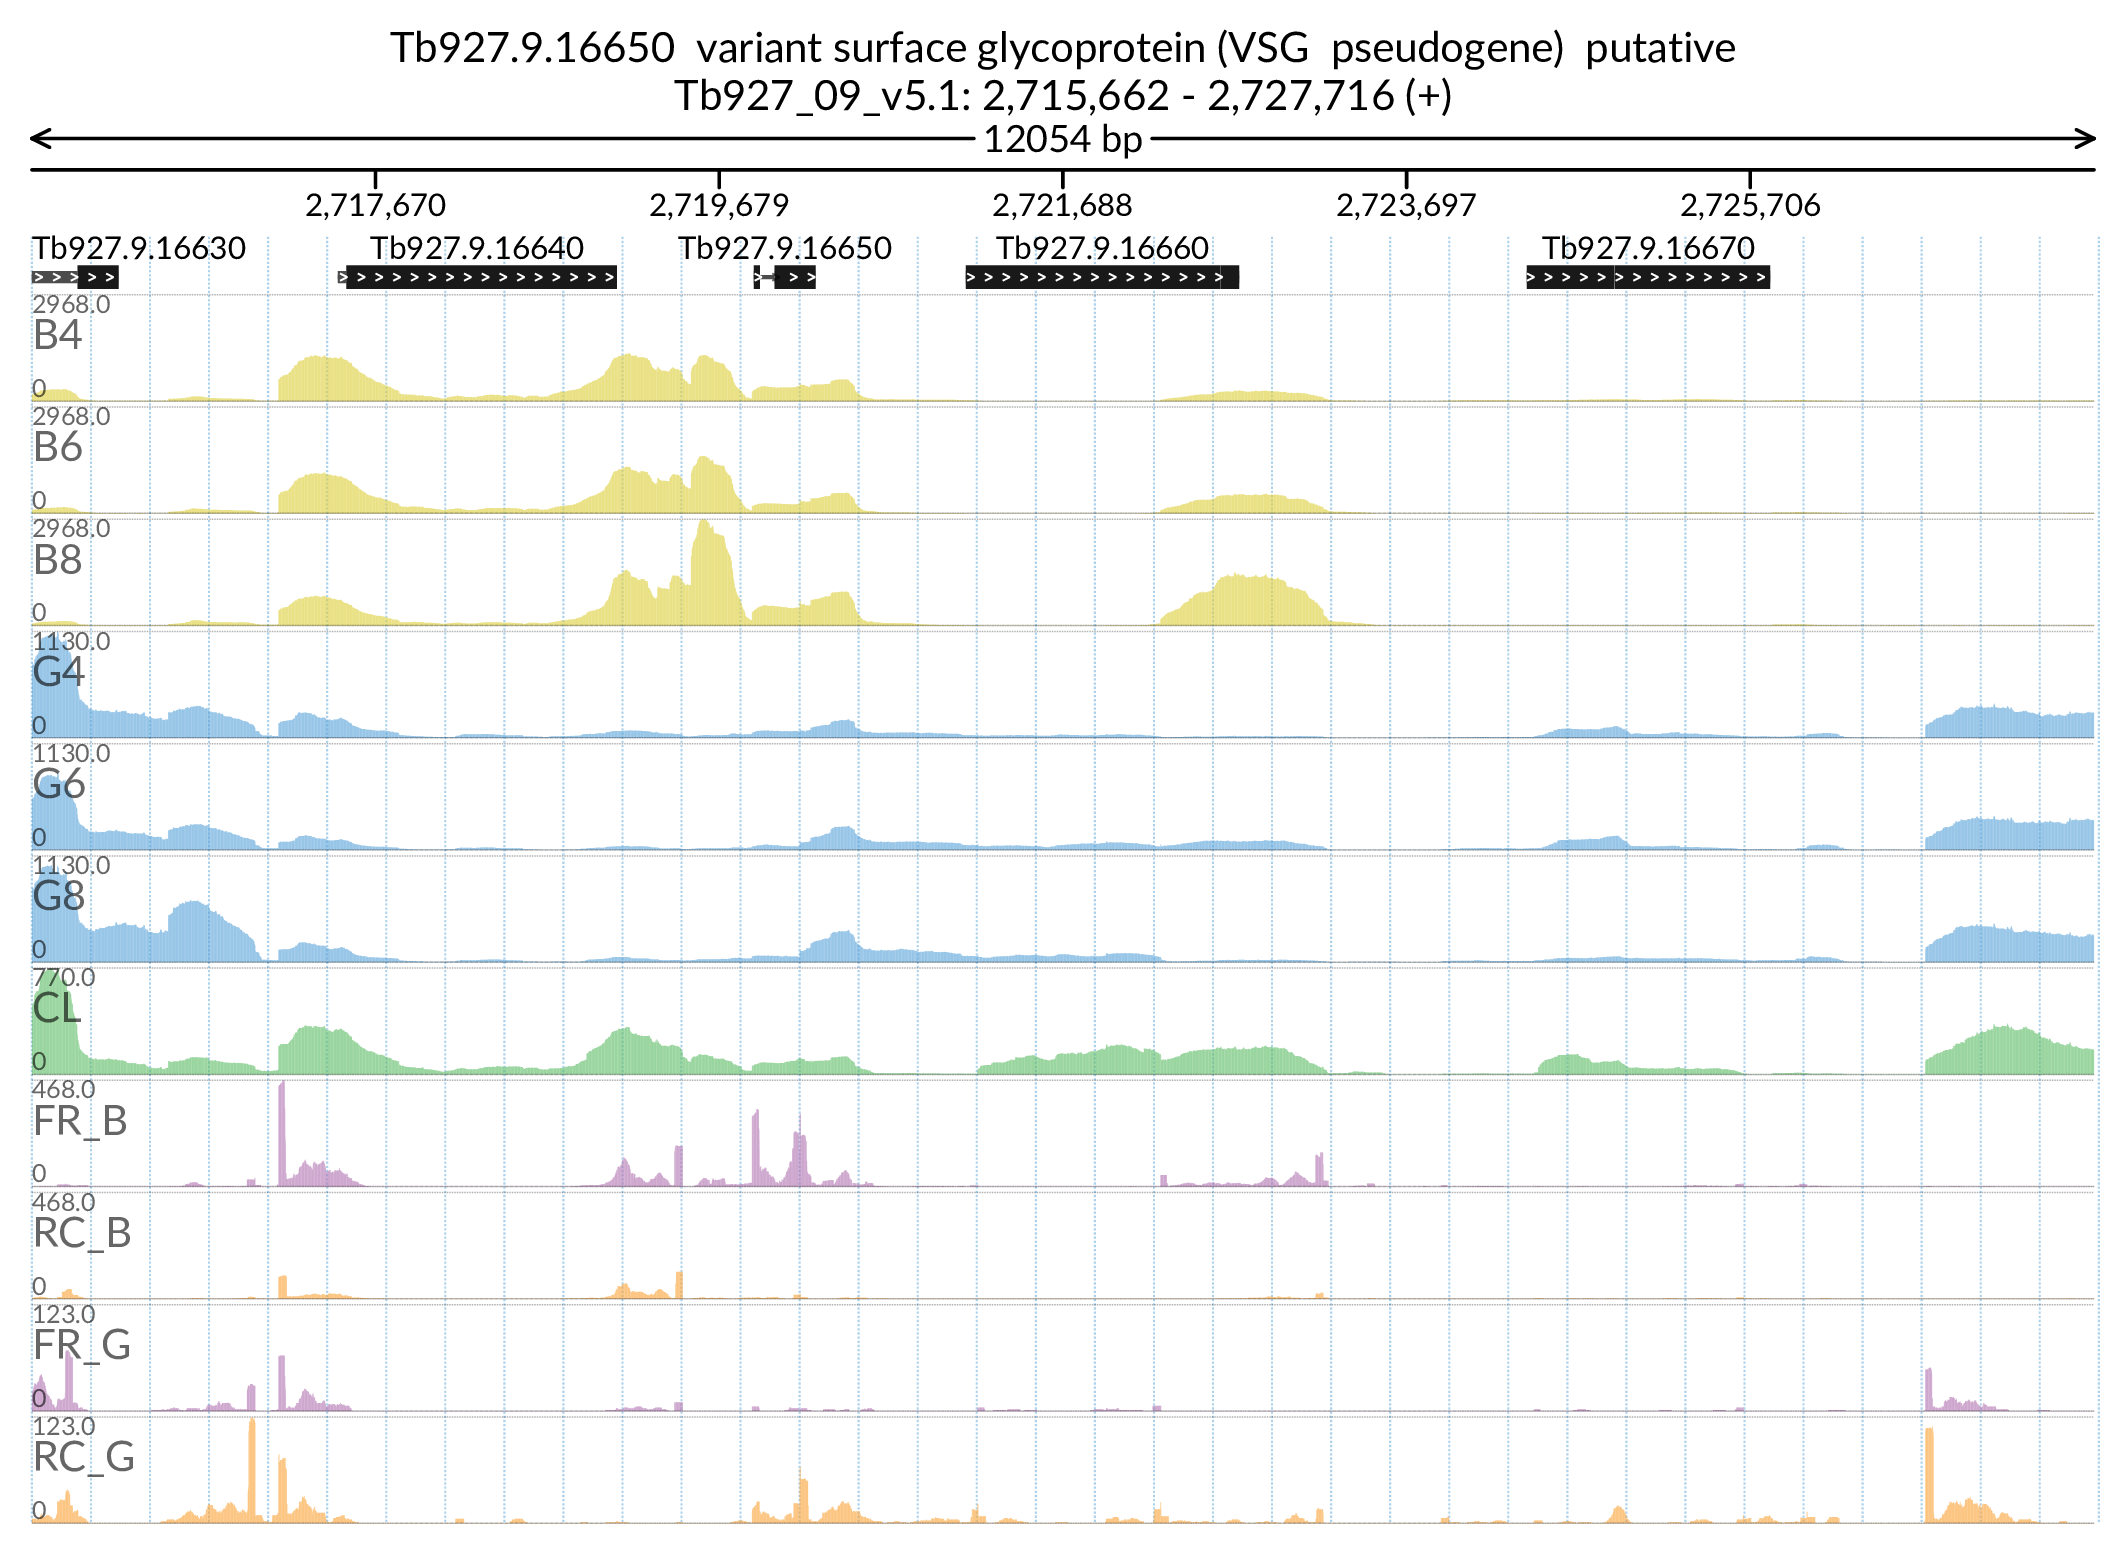 Tb927.9.16650 variant surface glycoprotein (VSG pseudogene) putative
Tb927_09_v5.1: 2,715,662 - 2,727,716 (+)
12054 bp
2,717,670 2,719,679 2,721,688 2,723,697 2,725,706
Tb927.9.16630 Tb927.9.16640 Tb927.9.16650 Tb927.9.16660 Tb927.9.16670
2968.0
B4
0
2968.0
B6
0
2968.0
B8
0
1130.0
G4
0
1130.0
G6
0
1130.0
G8
0
770.0
CL
0
468.0
FR_B
0
468.0
RC_B
0
123.0
FR_G
0
123.0
RC_G
0